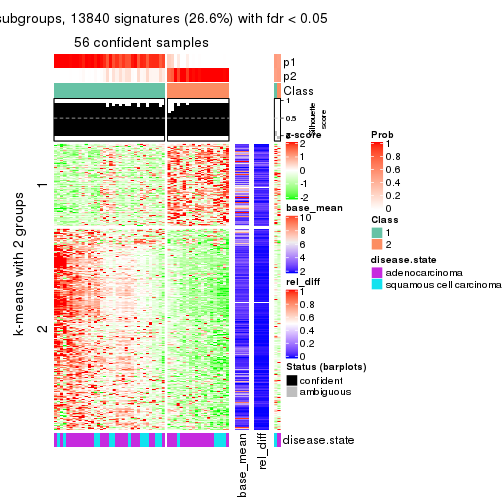 subgroups, 13840 signatures (26.6%) with fdr < 0.05
56 confident samples
p1
p2
Class
1
0.5
0
Silhouette
score
k-means with 2 groups
1
2
z-score
2
1
0
-1
-2
base_mean
10
8
6
4
2
rel_diff
1
0.8
0.6
0.4
0.2
0
Status (barplots)
confident
ambiguous
Prob
1
0.8
0.6
0.4
0.2
0
Class
1
2
disease.state
adenocarcinoma
squamous cell carcinoma
disease.state
base_mean
rel_diff